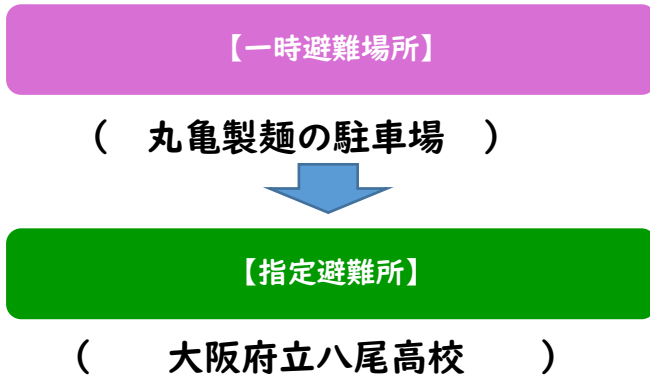 【一時避難場所】
(　丸亀製麺の駐車場　)
【指定避難所】
(　　大阪府立八尾高校　　)